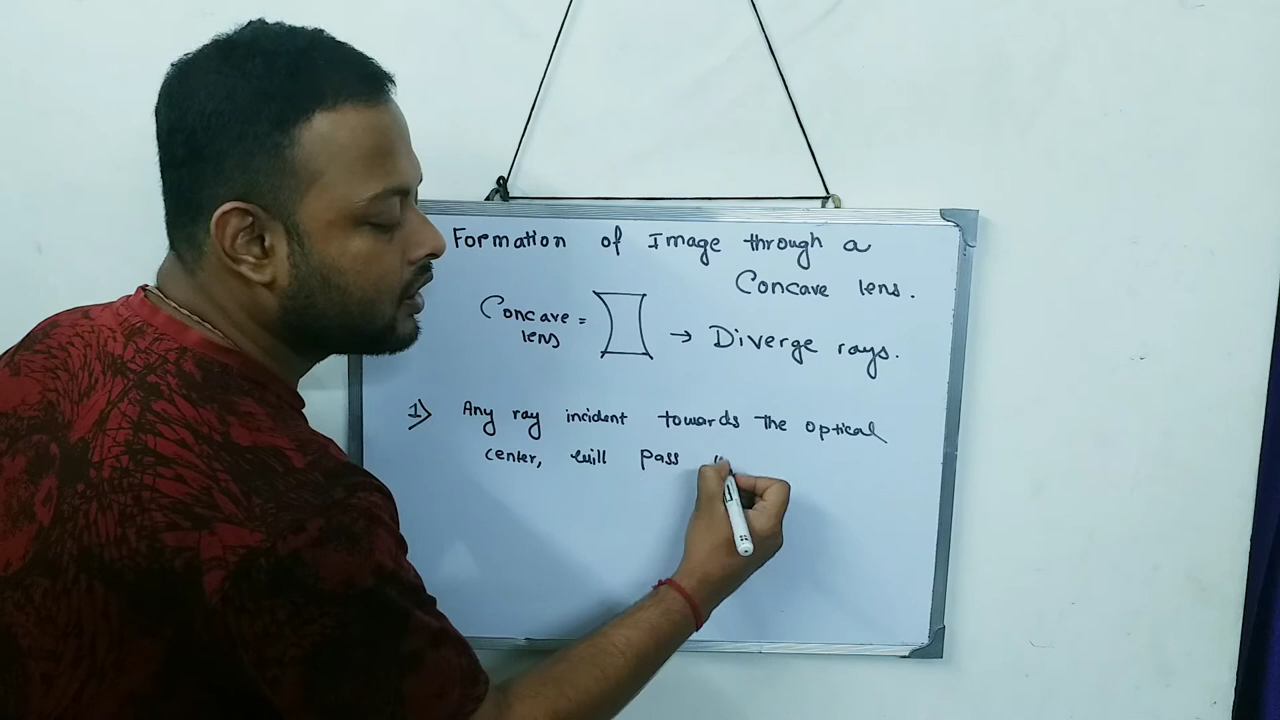 Formation of Image through a
Concave lens.
Concave =
lens
→ Diverge rays.
1> Any ray incident towards the optical
center, will pass